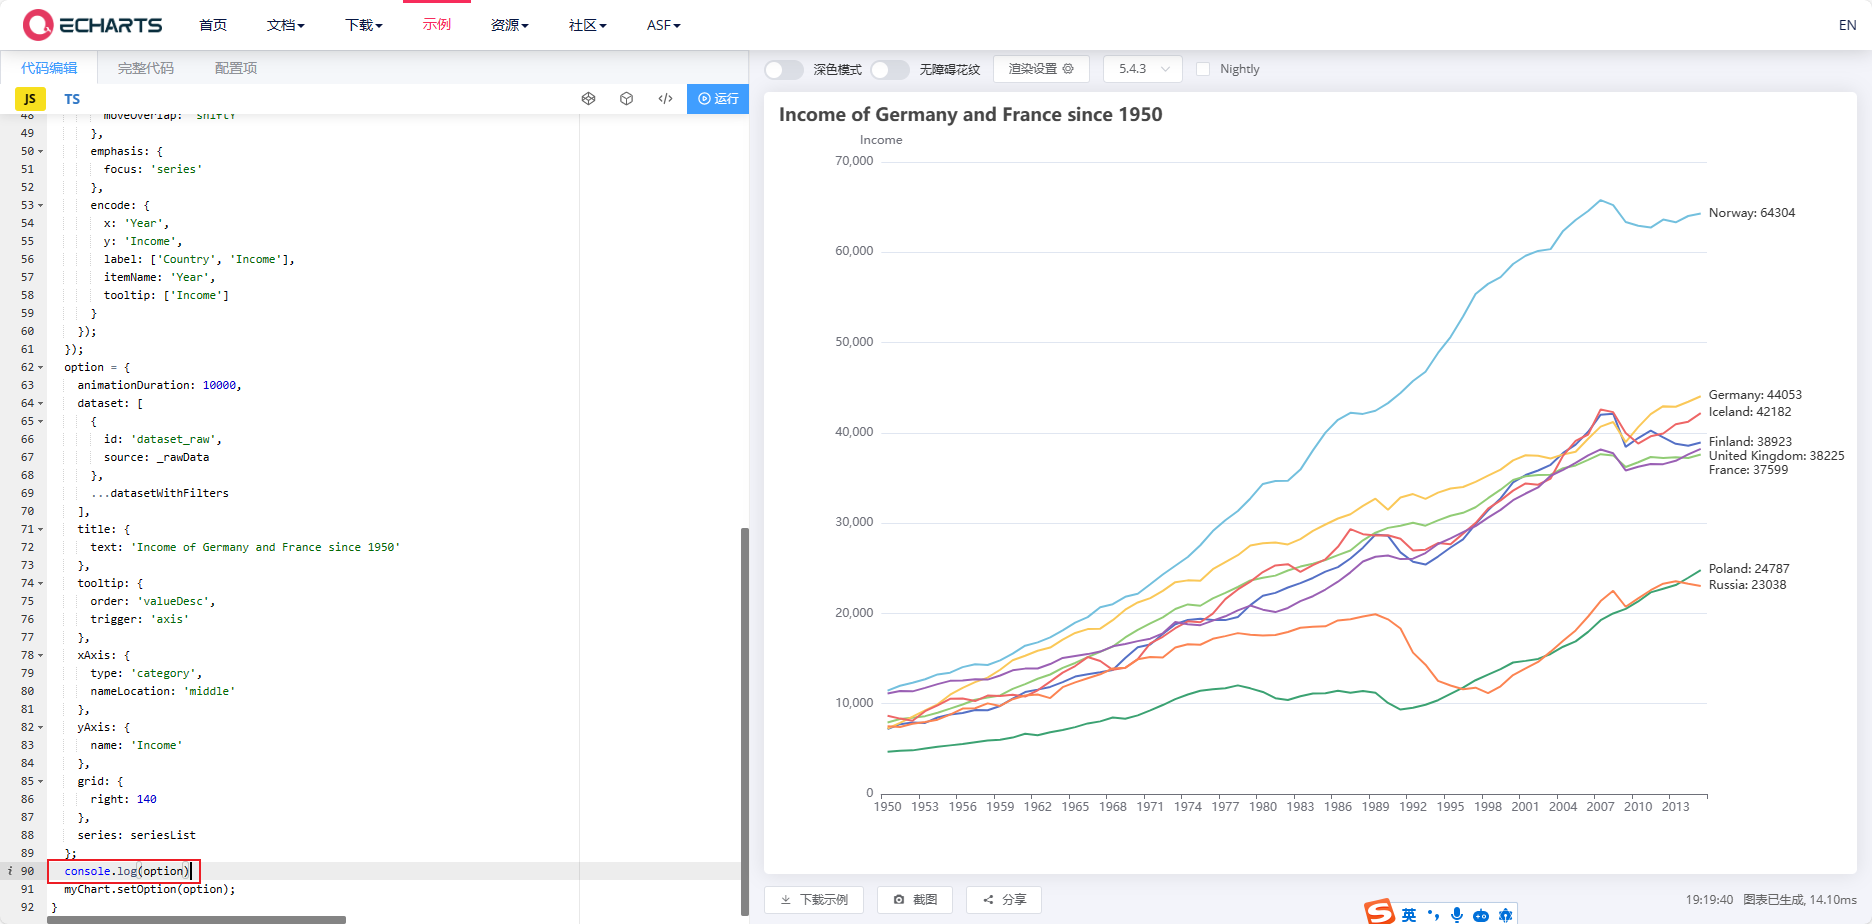 ECHARTS 首页 文档 下载 示例 资源 社区 ASF EN
代码编辑 完整代码 配置项
JS TS 运行
深色模式 无障碍花纹 渲染设置 5.4.3 Nightly
48 moveOverlap: 'shiftY'
49 },
50 emphasis: {
51 focus: 'series'
52 },
53 encode: {
54 x: 'Year',
55 y: 'Income',
56 label: ['Country', 'Income'],
57 itemName: 'Year',
58 tooltip: ['Income']
59 }
60 });
61 });
62 option = {
63 animationDuration: 10000,
64 dataset: [
65 {
66 id: 'dataset_raw',
67 source: _rawData
68 },
69 ...datasetWithFilters
70 ],
71 title: {
72 text: 'Income of Germany and France since 1950'
73 },
74 tooltip: {
75 order: 'valueDesc',
76 trigger: 'axis'
77 },
78 xAxis: {
79 type: 'category',
80 nameLocation: 'middle'
81 },
82 yAxis: {
83 name: 'Income'
84 },
85 grid: {
86 right: 140
87 },
88 series: seriesList
89 };
i 90 console.log(option)
91 myChart.setOption(option);
92 }
Income of Germany and France since 1950
Income
70,000
60,000
50,000
40,000
30,000
20,000
10,000
0
Norway: 64304
Germany: 44053
Iceland: 42182
Finland: 38923
United Kingdom: 38225
France: 37599
Poland: 24787
Russia: 23038
1950 1953 1956 1959 1962 1965 1968 1971 1974 1977 1980 1983 1986 1989 1992 1995 1998 2001 2004 2007 2010 2013
下载示例 截图 分享
19:19:40 图表已生成, 14.10ms
S 英